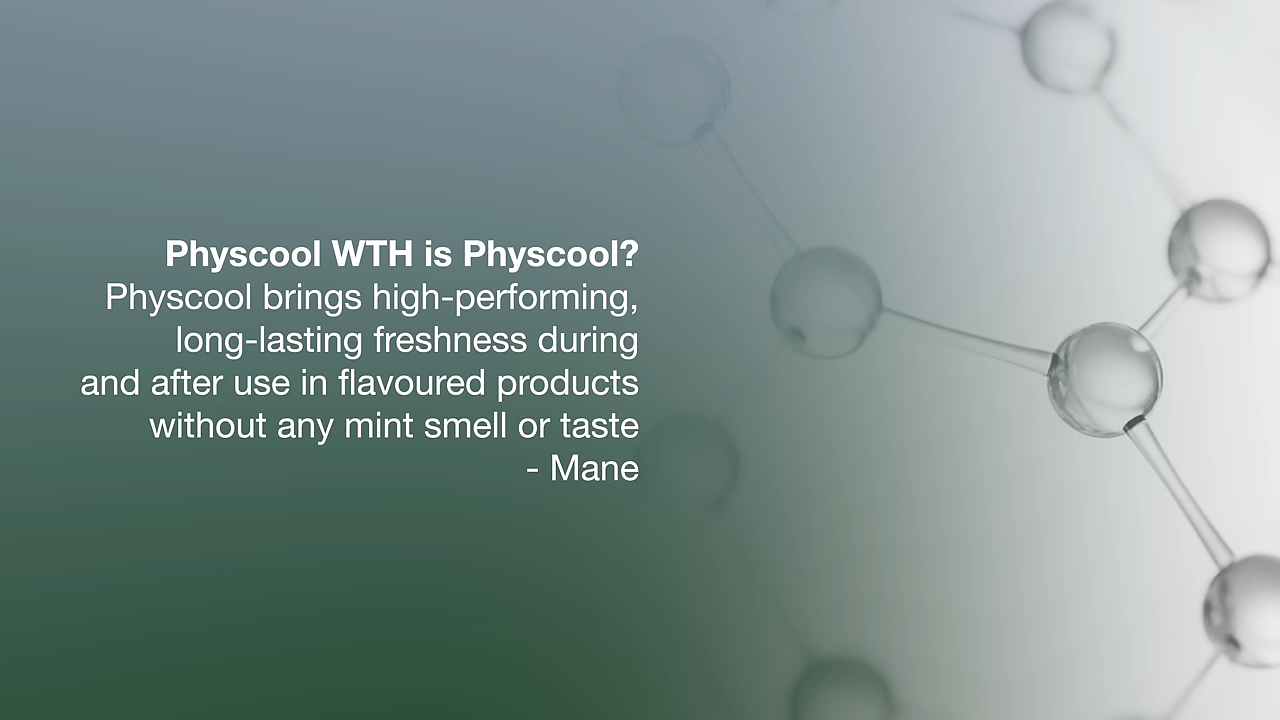 Physcool WTH is Physcool?
Physcool brings high-performing,
long-lasting freshness during
and after use in flavoured products
without any mint smell or taste
- Mane